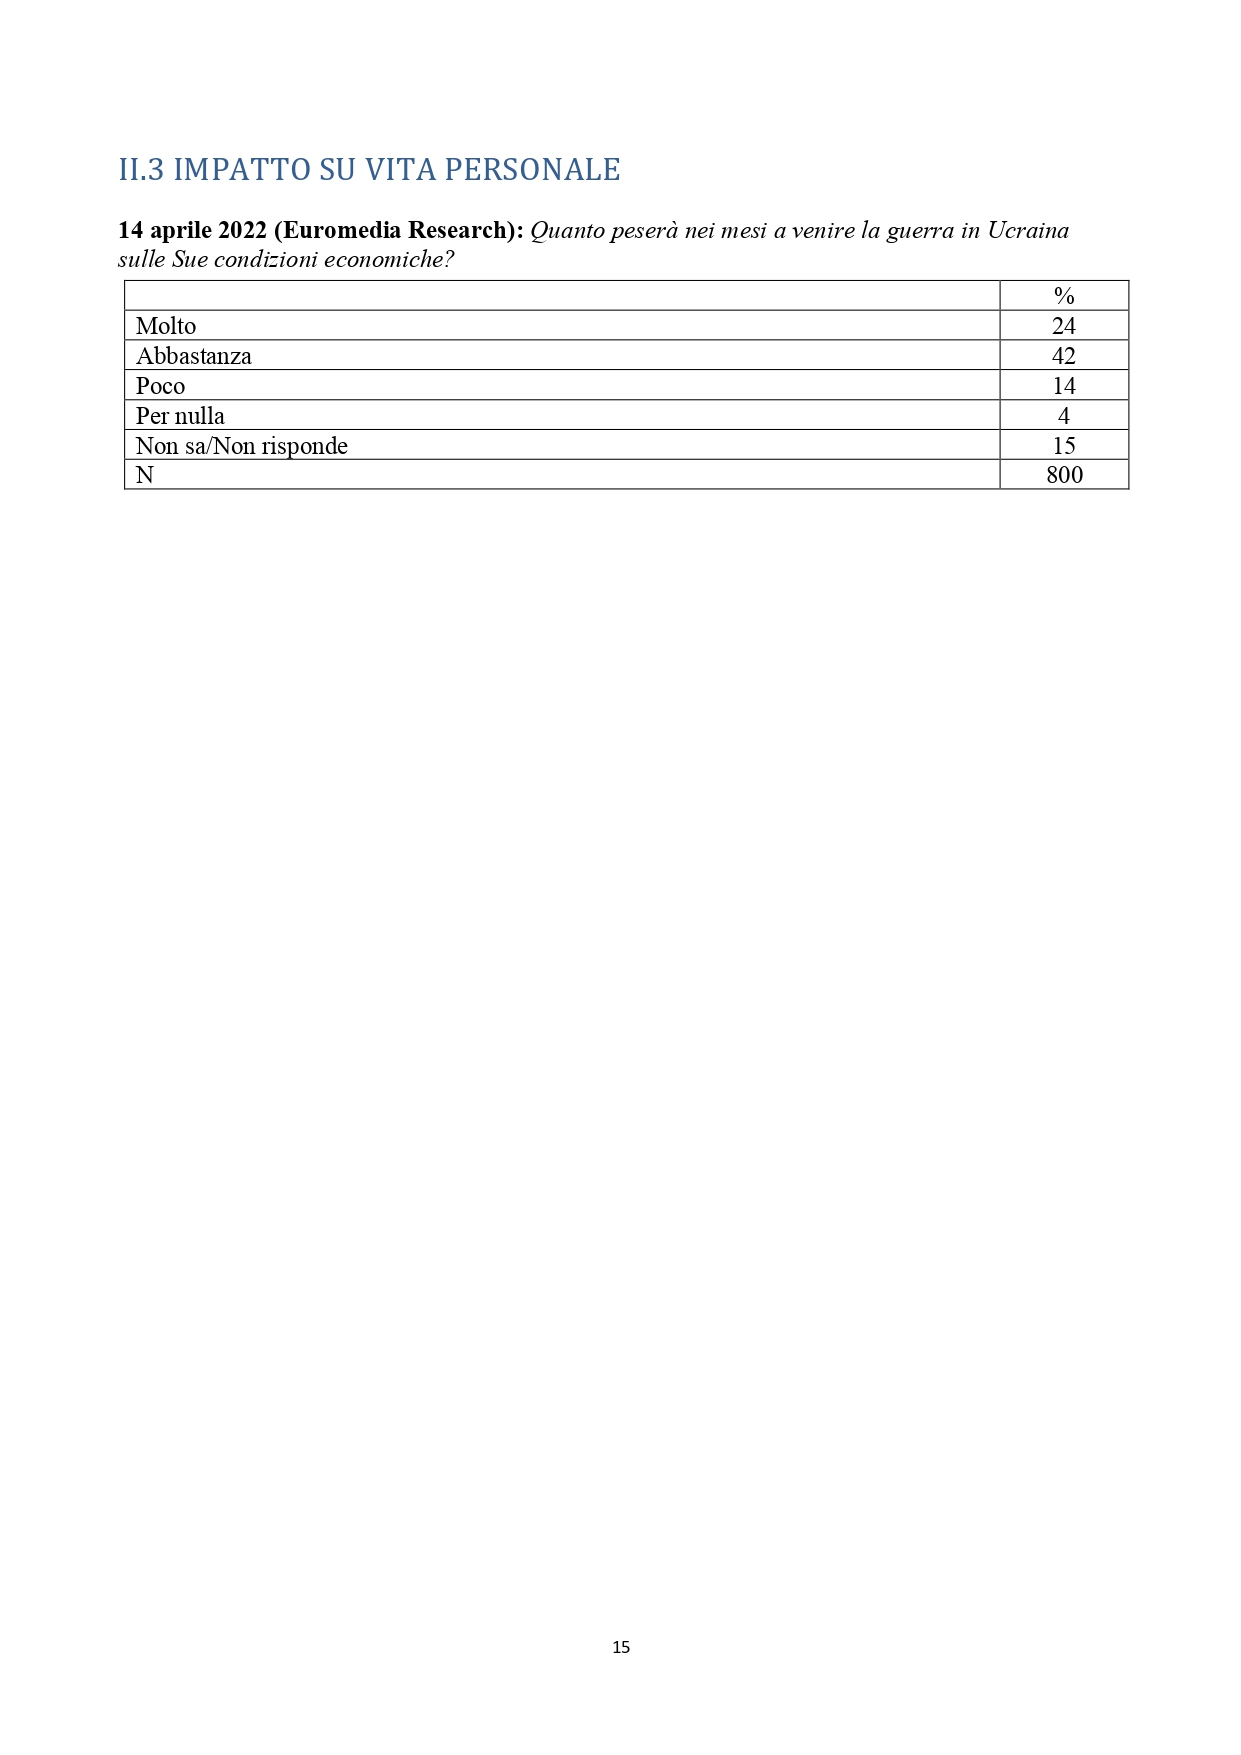 II.3 IMPATTO SU VITA PERSONALE
14 aprile 2022 (Euromedia Research): Quanto peserà nei mesi a venire la guerra in Ucraina
sulle Sue condizioni economiche?
%
Molto 24
Abbastanza 42
Poco 14
Per nulla 4
Non sa/Non risponde 15
N 800
15